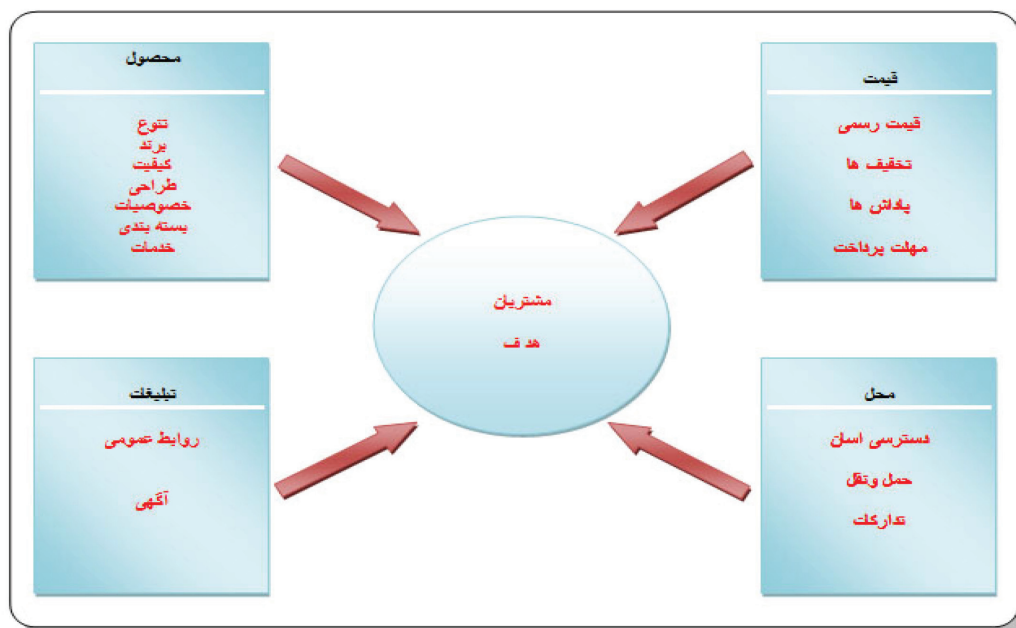 محصول
تنوع
برند
کیفیت
طراحی
خصوصیات
بسته بندی
خدمات
قیمت
قیمت رسمی
تخفیف ها
پاداش ها
مهلت پرداخت
مشتریان
هدف
تبلیغات
روابط عمومی
آگهی
محل
دسترسی اسان
حمل ونقل
تدارکات